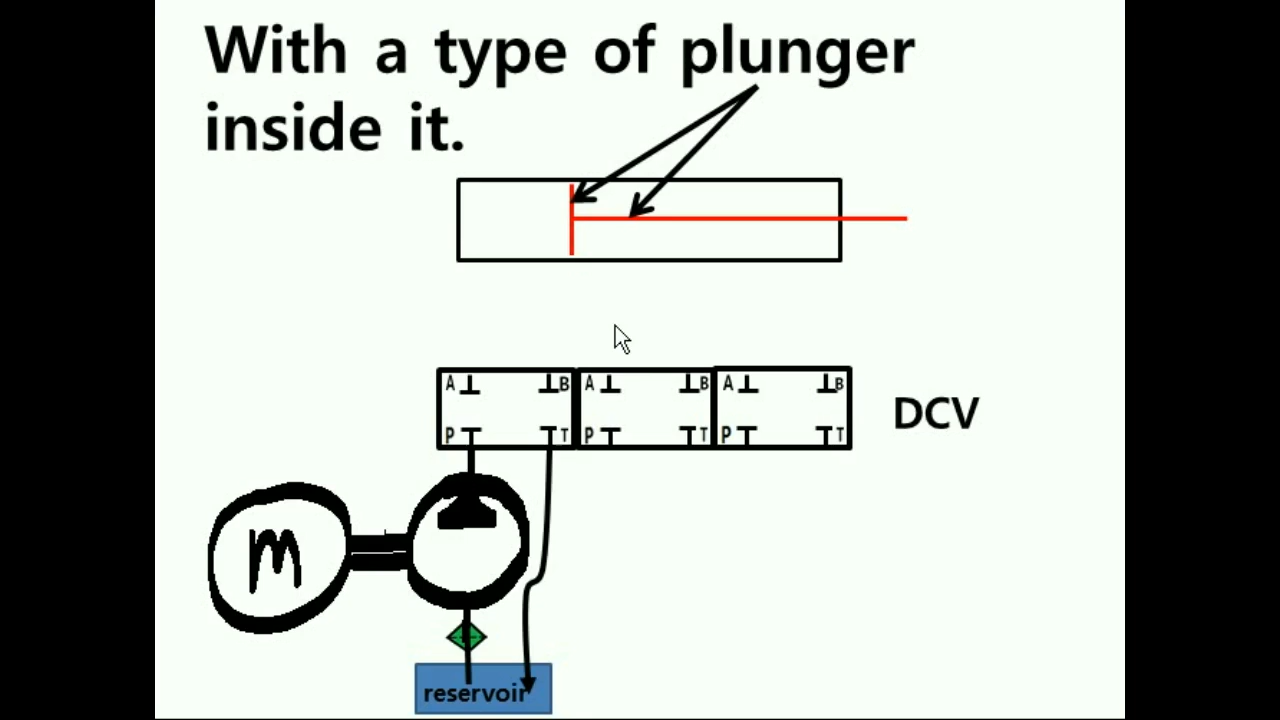 With a type of plunger
inside it.
A B A B A B
DCV
P T P T P T
M
reservoir